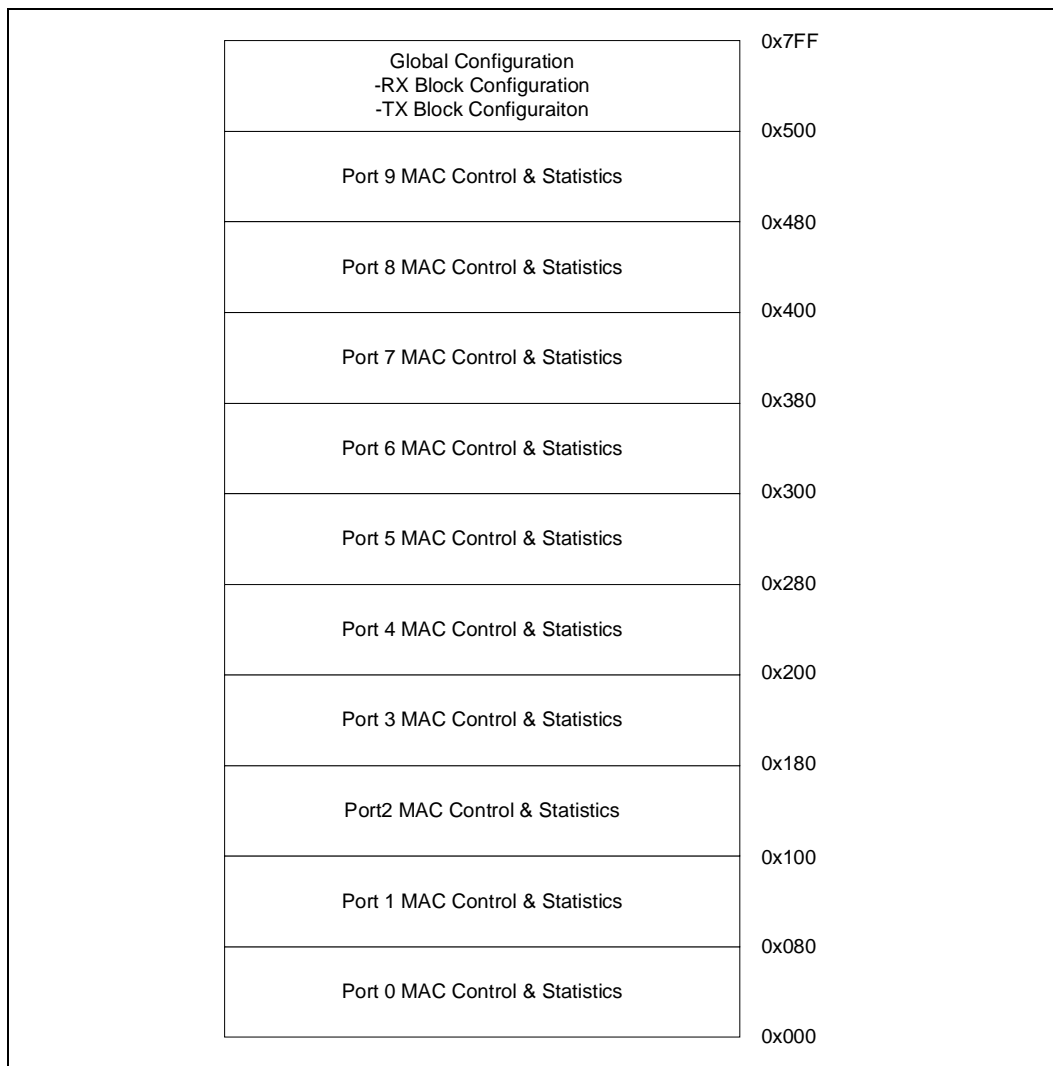 0x7FF
Global Configuration
-RX Block Configuration
-TX Block Configuraiton
0x500
Port 9 MAC Control & Statistics
0x480
Port 8 MAC Control & Statistics
0x400
Port 7 MAC Control & Statistics
0x380
Port 6 MAC Control & Statistics
0x300
Port 5 MAC Control & Statistics
0x280
Port 4 MAC Control & Statistics
0x200
Port 3 MAC Control & Statistics
0x180
Port2 MAC Control & Statistics
0x100
Port 1 MAC Control & Statistics
0x080
Port 0 MAC Control & Statistics
0x000